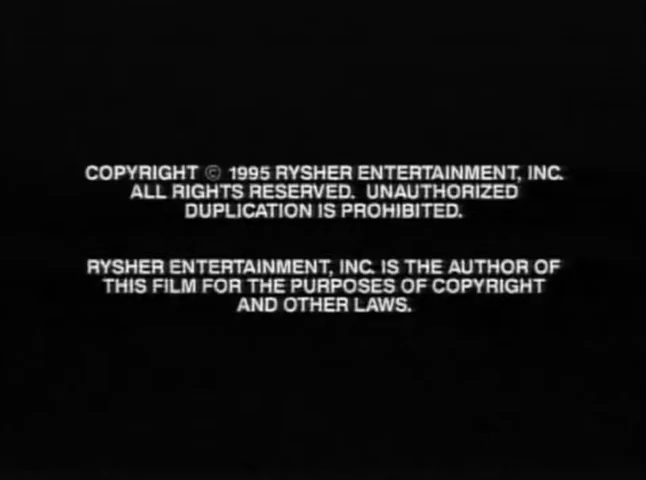 COPYRIGHT © 1995 RYSHER ENTERTAINMENT, INC.
ALL RIGHTS RESERVED. UNAUTHORIZED
DUPLICATION IS PROHIBITED.
RYSHER ENTERTAINMENT, INC. IS THE AUTHOR OF
THIS FILM FOR THE PURPOSES OF COPYRIGHT
AND OTHER LAWS.